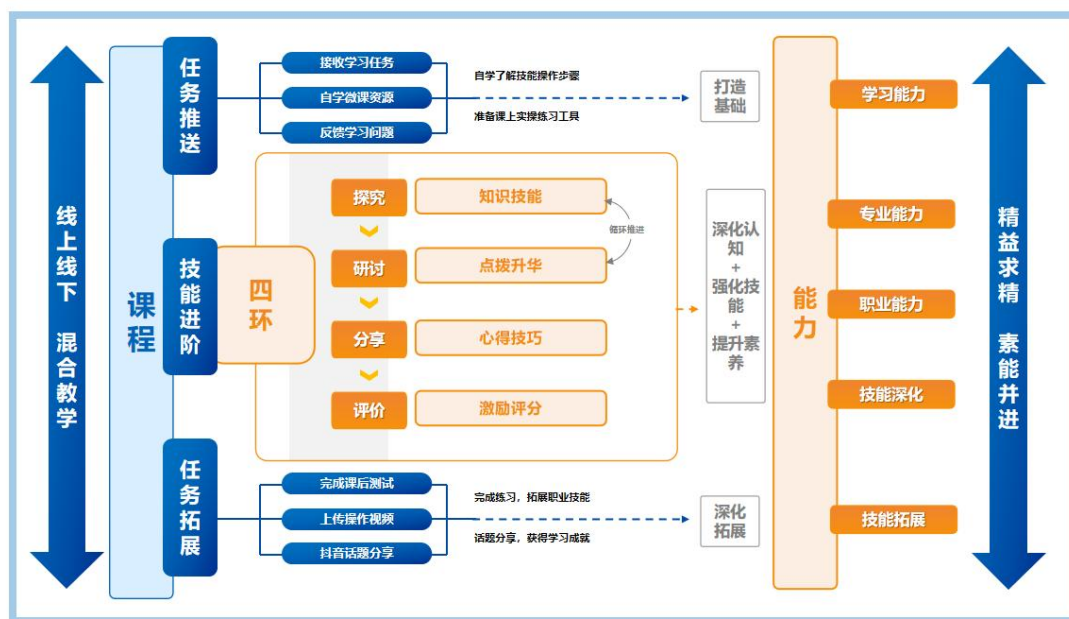 线上线下 混合教学
课程
任务推送
接收学习任务
自学微课资源
反馈学习问题
自学了解技能操作步骤
准备课上实操练习工具
打造
基础
技能进阶
四环
探究
知识技能
循环推进
研讨
点拨升华
分享
心得技巧
评价
激励评分
深化认
知
+
强化技
能
+
提升素
养
任务拓展
完成课后测试
上传操作视频
抖音话题分享
完成练习，拓展职业技能
话题分享，获得学习成就
深化
拓展
能力
学习能力
专业能力
职业能力
技能深化
技能拓展
精益求精 素能并进